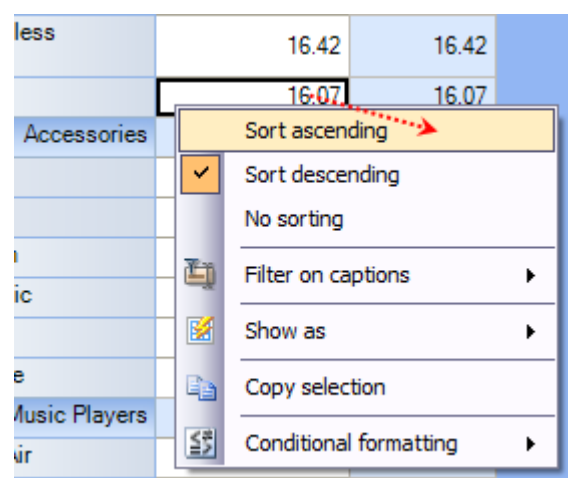 less
16.42 16.42
16.07 16.07
Accessories
Sort ascending
Sort descending
No sorting
Filter on captions
ic
Show as
e
Copy selection
Music Players
Air
Conditional formatting